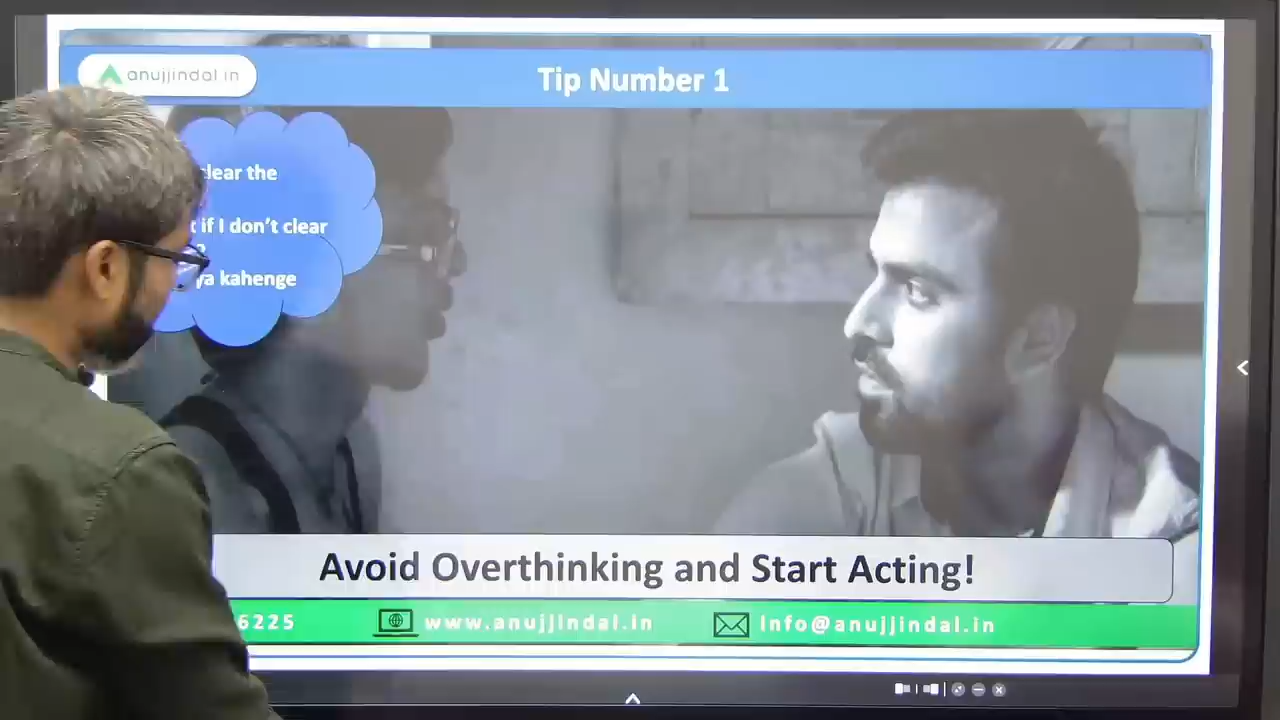 anujjindal.in
Tip Number 1
clear the
if I don't clear
?
kahenge
Avoid Overthinking and Start Acting!
6225
www.anujjindal.in
info@anujjindal.in